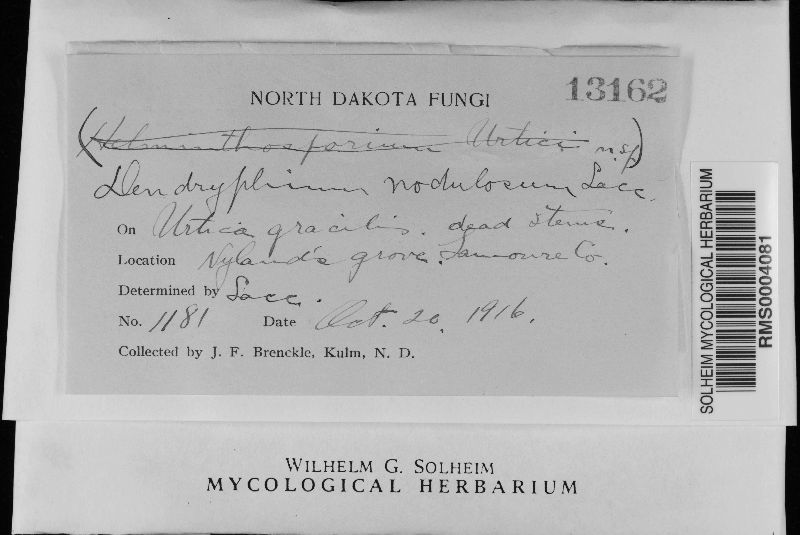 NORTH DAKOTA FUNGI
13162
(Helminthosporium Urtici n.sp)
Dendryphium nodulosum Sacc.
On Urtica gracilis. dead stems.
Location Nyland's grove. Lamoure Co.
Determined by Sacc.
No. 1181 Date Oct. 20, 1916.
Collected by J. F. Brenckle, Kulm, N. D.
SOLHEIM MYCOLOGICAL HERBARIUM
RMS0004081
WILHELM G. SOLHEIM
MYCOLOGICAL HERBARIUM